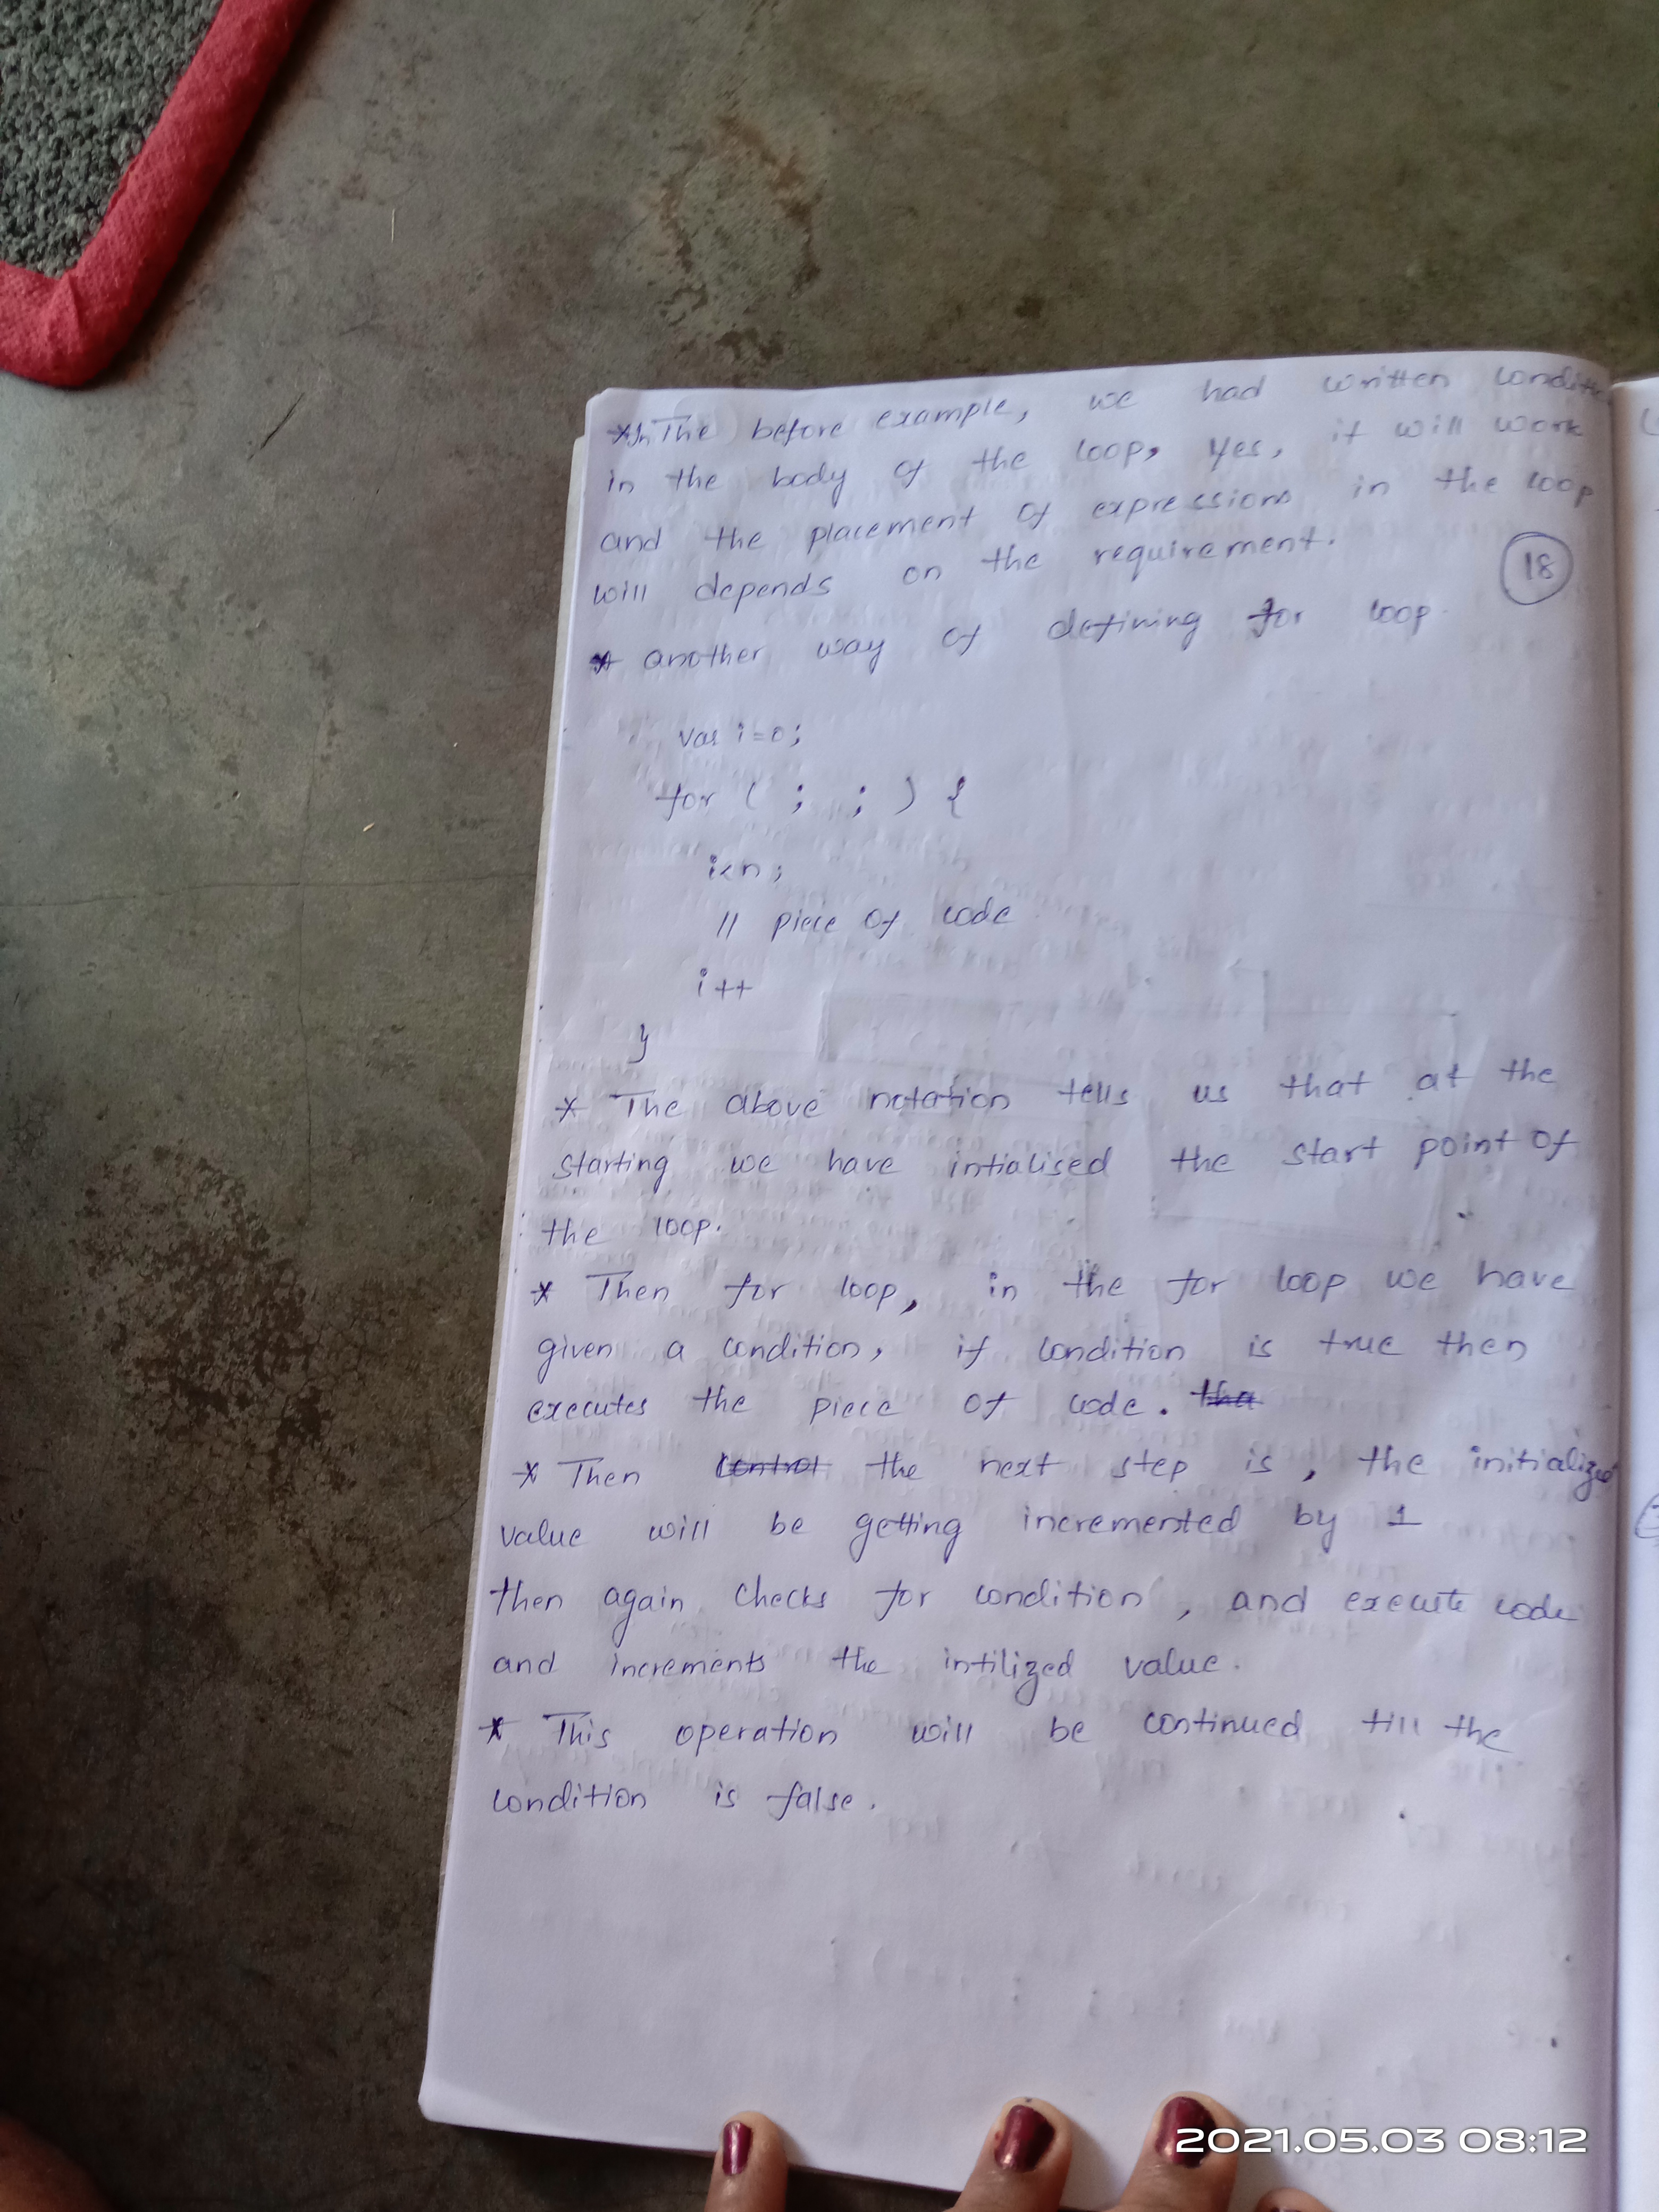 *In The before example, we had written conditi
in the body of the loop, Yes, it will work
and the placement of expressions in the loop
will depends on the requirement.
18
* another way of defining for loop.
var i=0;
for ( ; ; ) {
i<n;
// piece of code
i++
}
* The above notation tells us that at the
starting we have intialised the start point of
the loop.
* Then for loop, in the for loop we have
given a condition, if condition is true then
executes the piece of code. tha
* Then control the next step is, the initialized
value will be getting incremented by 1
then again checks for condition, and execute code
and increments the intilized value.
* This operation will be continued till the
condition is false.
2021.05.03 08:12